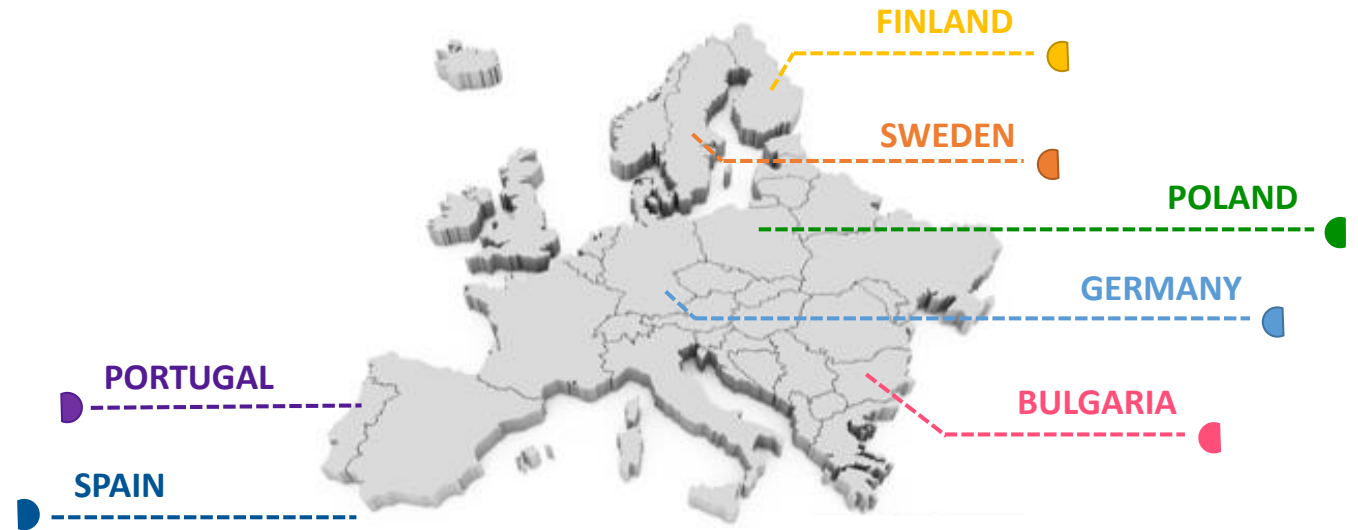 FINLAND
SWEDEN
POLAND
GERMANY
PORTUGAL
BULGARIA
SPAIN